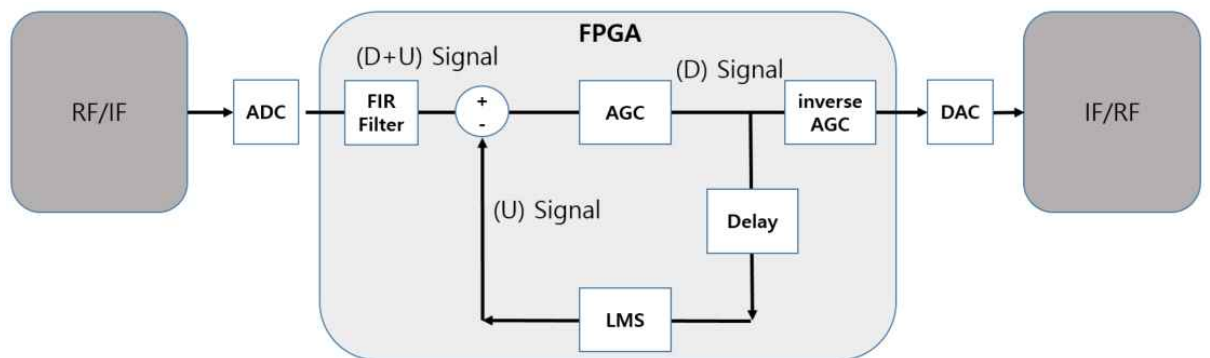 FPGA
(D+U) Signal
(D) Signal
RF/IF
ADC
FIR
Filter
+
-
AGC
inverse
AGC
DAC
IF/RF
(U) Signal
Delay
LMS